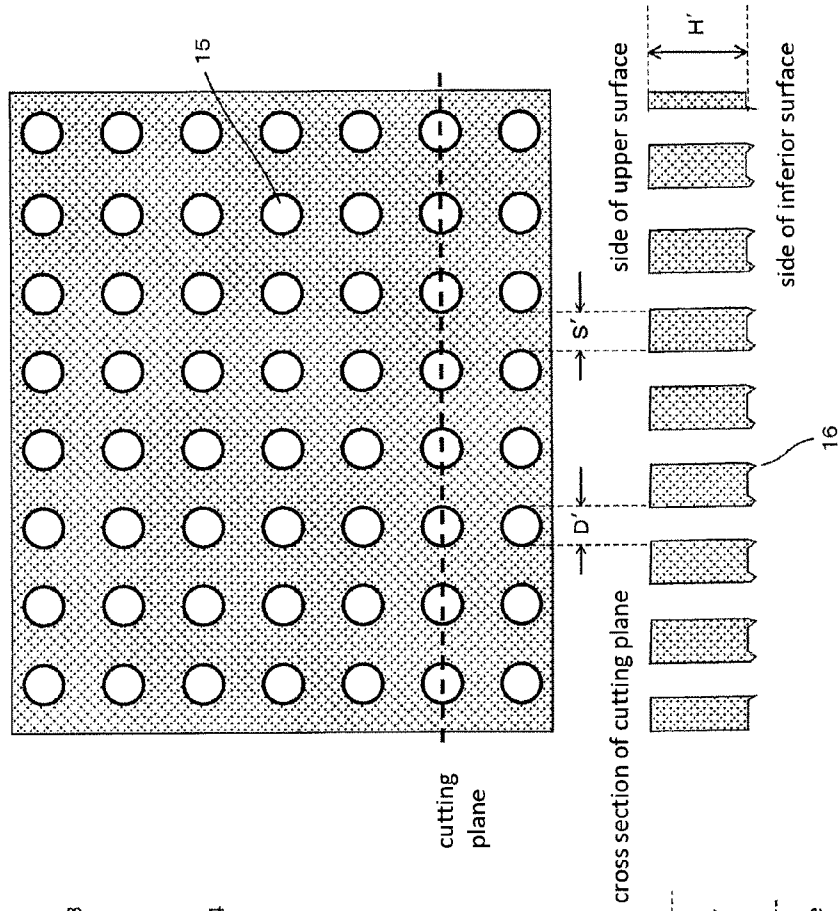 15
cutting
plane
D′
S′
cross section of cutting plane
side of upper surface
H′
side of inferior surface
16